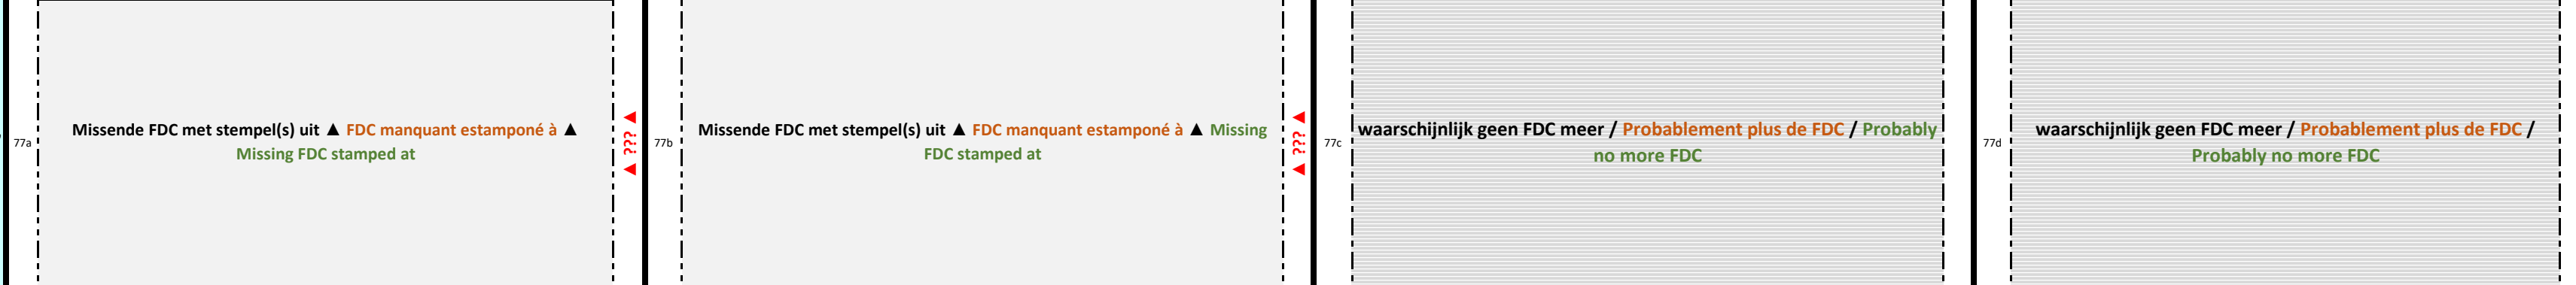 77a
Missende FDC met stempel(s) uit ▲ FDC manquant estamponé à ▲
Missing FDC stamped at
◄ ??? ◄
77b
Missende FDC met stempel(s) uit ▲ FDC manquant estamponé à ▲ Missing
FDC stamped at
◄ ??? ◄
77c
waarschijnlijk geen FDC meer / Probablement plus de FDC / Probably
no more FDC
77d
waarschijnlijk geen FDC meer / Probablement plus de FDC /
Probably no more FDC